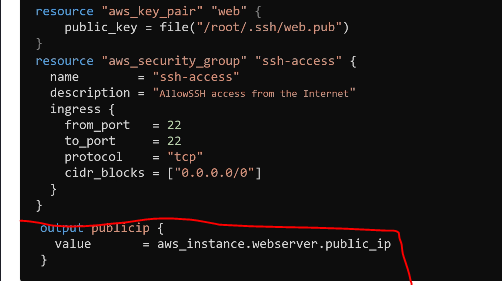 resource "aws_key_pair" "web" {
public_key = file("/root/.ssh/web.pub")
}
resource "aws_security_group" "ssh-access" {
name = "ssh-access"
description = "AllowSSH access from the Internet"
ingress {
from_port = 22
to_port = 22
protocol = "tcp"
cidr_blocks = ["0.0.0.0/0"]
}
}
output publicip {
value = aws_instance.webserver.public_ip
}